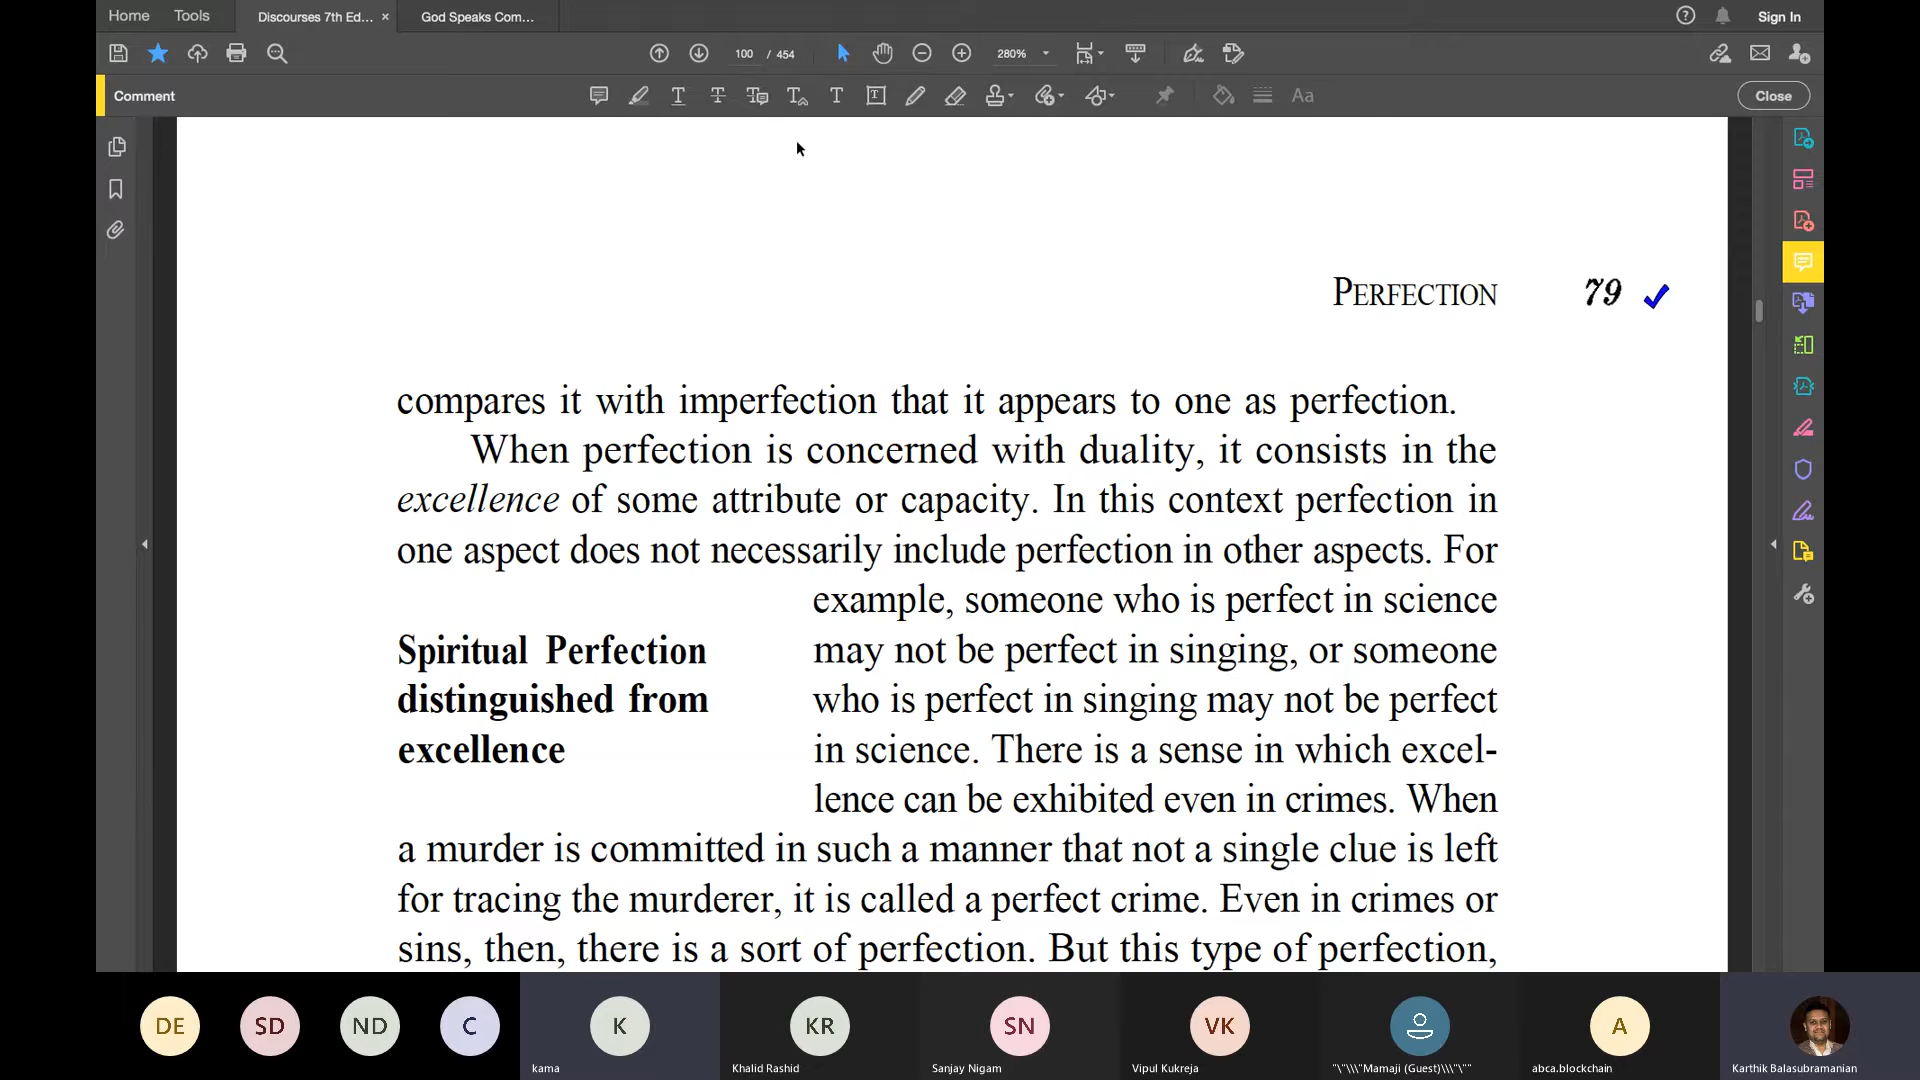 Home Tools Discourses 7th Ed... × God Speaks Com... Sign In
100 / 454 280%
Comment Close
PERFECTION 79
compares it with imperfection that it appears to one as perfection.
When perfection is concerned with duality, it consists in the
excellence of some attribute or capacity. In this context perfection in
one aspect does not necessarily include perfection in other aspects. For
example, someone who is perfect in science
Spiritual Perfection
distinguished from
excellence
may not be perfect in singing, or someone
who is perfect in singing may not be perfect
in science. There is a sense in which excel-
lence can be exhibited even in crimes. When
a murder is committed in such a manner that not a single clue is left
for tracing the murderer, it is called a perfect crime. Even in crimes or
sins, then, there is a sort of perfection. But this type of perfection,
DE SD ND C K KR SN VK A
kama Khalid Rashid Sanjay Nigam Vipul Kukreja "\"\\\"Mamaji (Guest)\\\"\"" abca.blockchain Karthik Balasubramanian